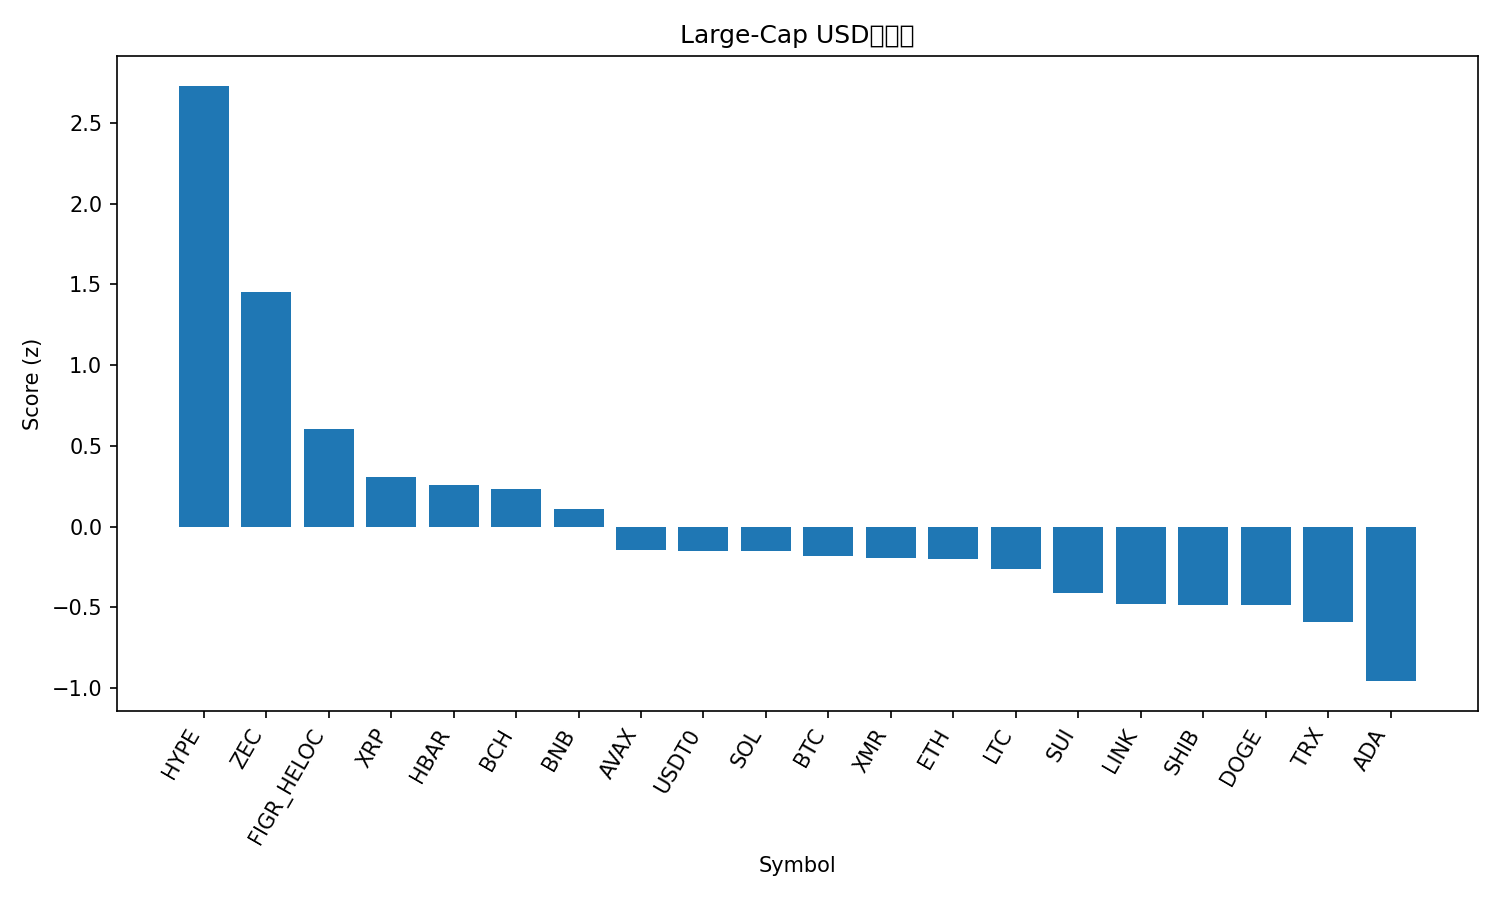 Large-Cap USD
Score (z)
2.5
2.0
1.5
1.0
0.5
0.0
−0.5
−1.0
HYPE
ZEC
FIGR_HELOC
XRP
HBAR
BCH
BNB
AVAX
USDT0
SOL
BTC
XMR
ETH
LTC
SUI
LINK
SHIB
DOGE
TRX
ADA
Symbol